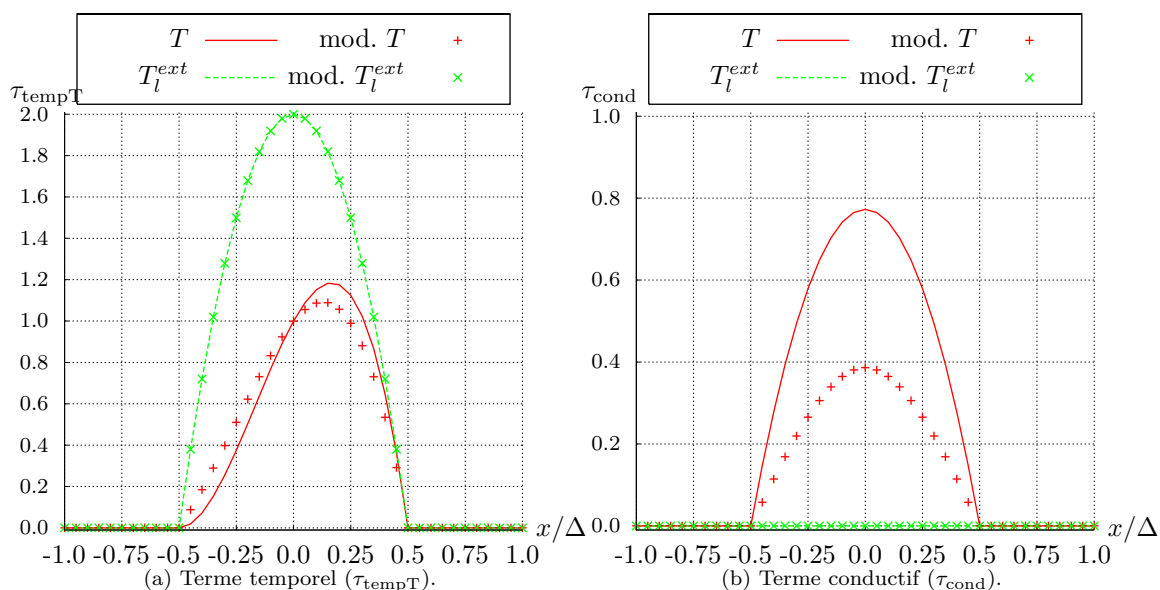 T mod. T
T_l^{ext} mod. T_l^{ext}
τ_tempT
2.0
1.8
1.6
1.4
1.2
1.0
0.8
0.6
0.4
0.2
0.0
-1.0 -0.75 -0.5 -0.25 0.0 0.25 0.5 0.75 1.0
x/Δ
(a) Terme temporel (τ_tempT).
T mod. T
T_l^{ext} mod. T_l^{ext}
τ_cond
1.0
0.8
0.6
0.4
0.2
0.0
-1.0 -0.75 -0.5 -0.25 0.0 0.25 0.5 0.75 1.0
x/Δ
(b) Terme conductif (τ_cond).